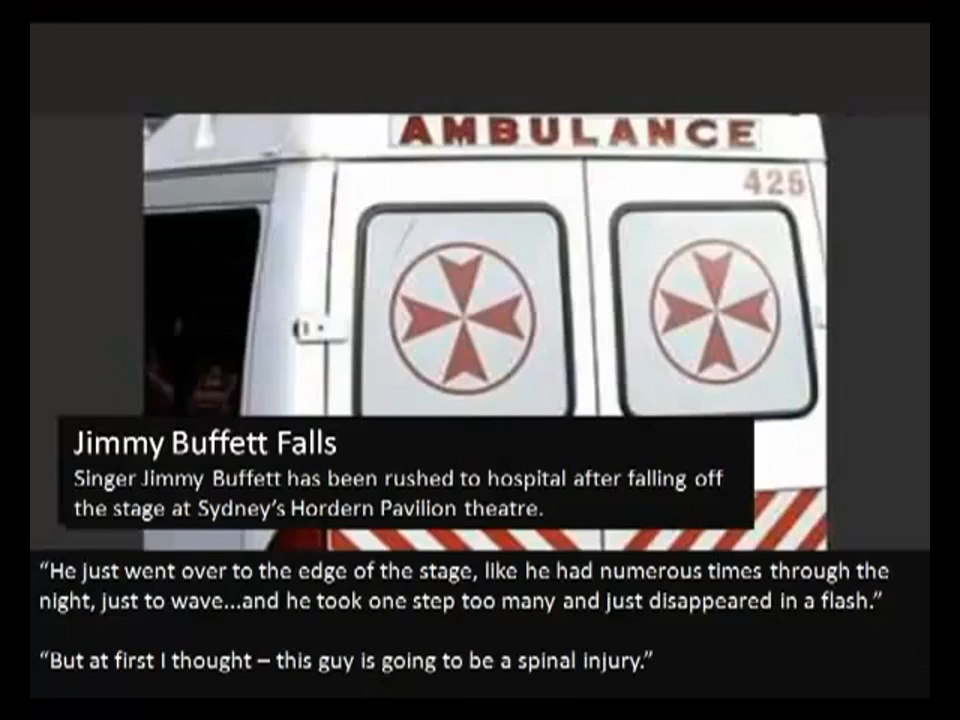 AMBULANCE
425
Jimmy Buffett Falls
Singer Jimmy Buffett has been rushed to hospital after falling off
the stage at Sydney’s Hordern Pavilion theatre.
“He just went over to the edge of the stage, like he had numerous times through the
night, just to wave...and he took one step too many and just disappeared in a flash.”
“But at first I thought – this guy is going to be a spinal injury.”